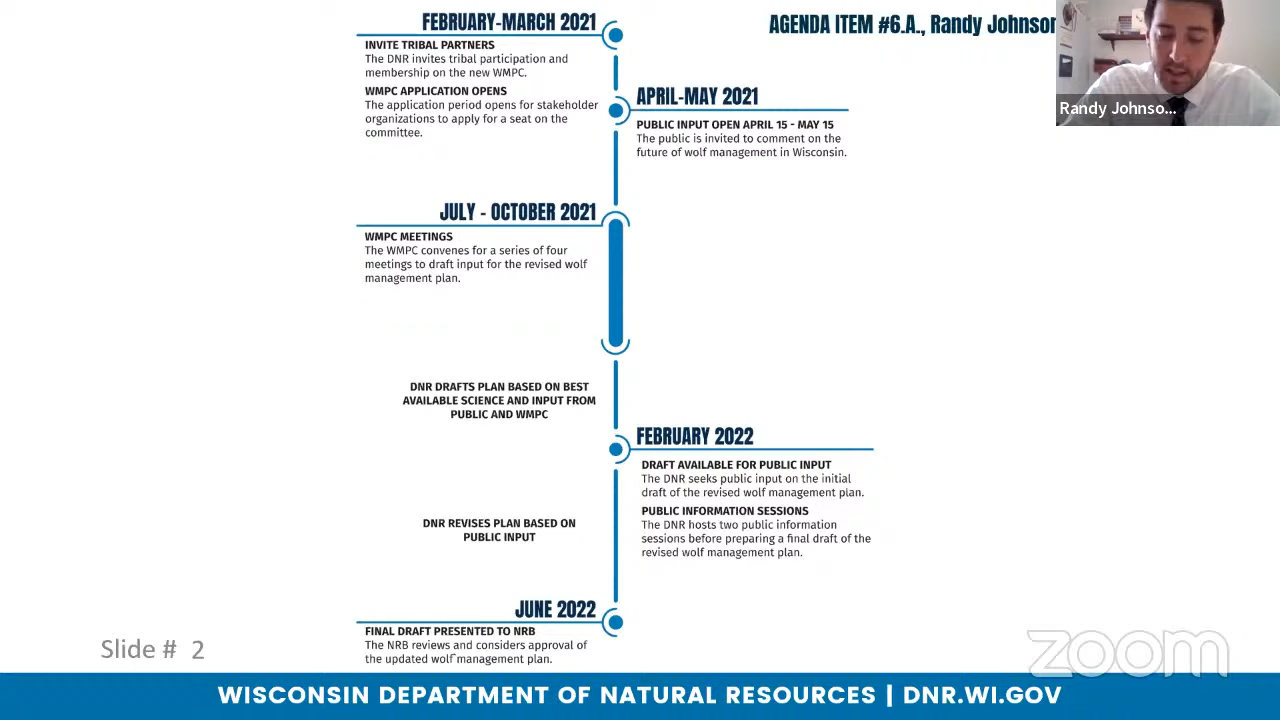 FEBRUARY-MARCH 2021
INVITE TRIBAL PARTNERS
The DNR invites tribal participation and
membership on the new WMPC.
WMPC APPLICATION OPENS
The application period opens for stakeholder
organizations to apply for a seat on the
committee.
AGENDA ITEM #6.A., Randy Johnson
Randy Johnso...
APRIL-MAY 2021
PUBLIC INPUT OPEN APRIL 15 - MAY 15
The public is invited to comment on the
future of wolf management in Wisconsin.
JULY - OCTOBER 2021
WMPC MEETINGS
The WMPC convenes for a series of four
meetings to draft input for the revised wolf
management plan.
DNR DRAFTS PLAN BASED ON BEST
AVAILABLE SCIENCE AND INPUT FROM
PUBLIC AND WMPC
FEBRUARY 2022
DRAFT AVAILABLE FOR PUBLIC INPUT
The DNR seeks public input on the initial
draft of the revised wolf management plan.
PUBLIC INFORMATION SESSIONS
The DNR hosts two public information
sessions before preparing a final draft of the
revised wolf management plan.
DNR REVISES PLAN BASED ON
PUBLIC INPUT
JUNE 2022
FINAL DRAFT PRESENTED TO NRB
The NRB reviews and considers approval of
the updated wolf management plan.
Slide # 2
zoom
WISCONSIN DEPARTMENT OF NATURAL RESOURCES | DNR.WI.GOV